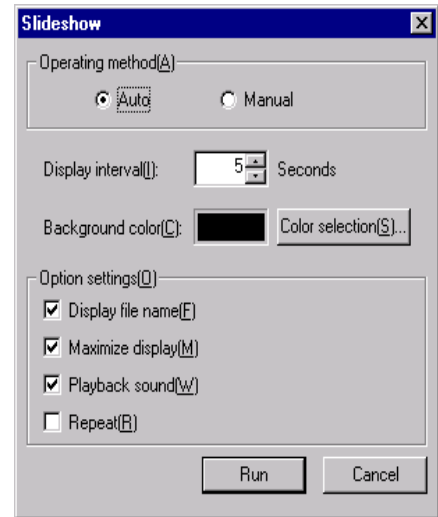 Slideshow
Operating method(A)
Auto Manual
Display interval(I): 5 Seconds
Background color(C): Color selection(S)...
Option settings(O)
Display file name(F)
Maximize display(M)
Playback sound(W)
Repeat(R)
Run Cancel